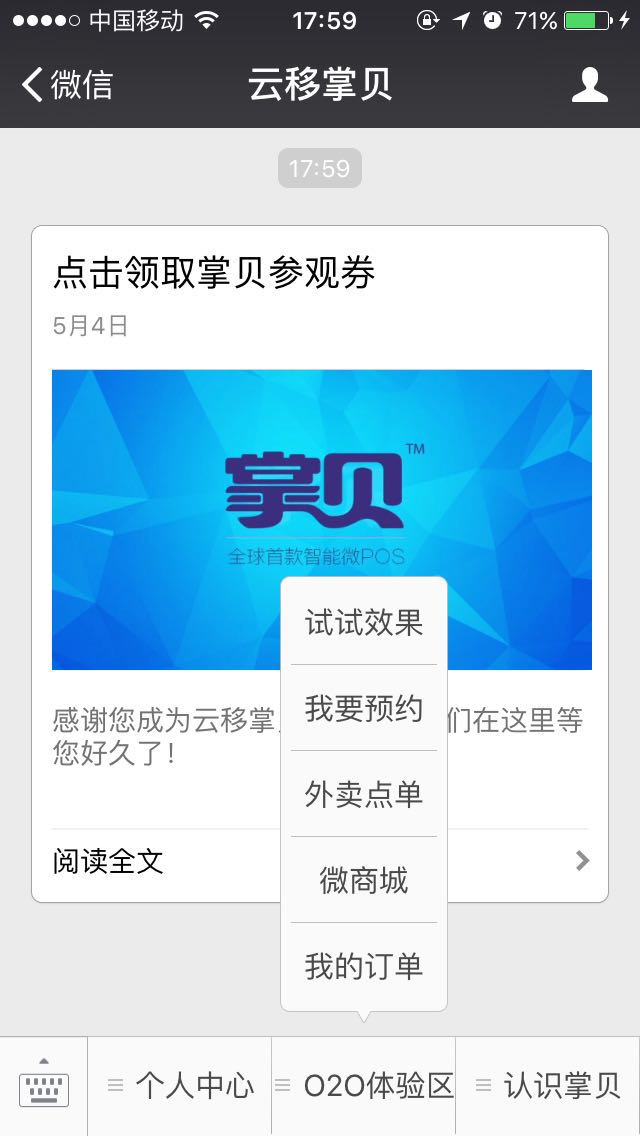 中国移动 17:59 71%
微信 云移掌贝
17:59
点击领取掌贝参观券
5月4日
掌贝TM
全球首款智能微POS
试试效果
我要预约
外卖点单
微商城
我的订单
感谢您成为云移掌
们在这里等
您好久了！
阅读全文
个人中心 O2O体验区 认识掌贝